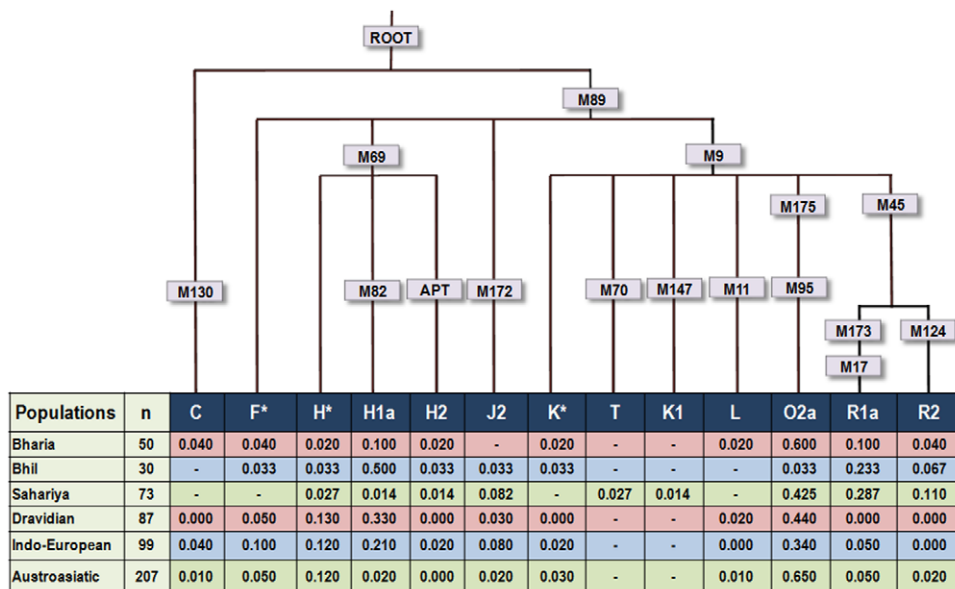 ROOT
M89
M69 M9
M175 M45
M130 M82 APT M172 M70 M147 M11 M95
M173 M124
M17
Populations n C F* H* H1a H2 J2 K* T K1 L O2a R1a R2
Bharia 50 0.040 0.040 0.020 0.100 0.020 - 0.020 - - 0.020 0.600 0.100 0.040
Bhil 30 - 0.033 0.033 0.500 0.033 0.033 0.033 - - - 0.033 0.233 0.067
Sahariya 73 - - 0.027 0.014 0.014 0.082 - 0.027 0.014 - 0.425 0.287 0.110
Dravidian 87 0.000 0.050 0.130 0.330 0.000 0.030 0.000 - - 0.020 0.440 0.000 0.000
Indo-European 99 0.040 0.100 0.120 0.210 0.020 0.080 0.020 - - 0.000 0.340 0.050 0.000
Austroasiatic 207 0.010 0.050 0.120 0.020 0.000 0.020 0.030 - - 0.010 0.650 0.050 0.020